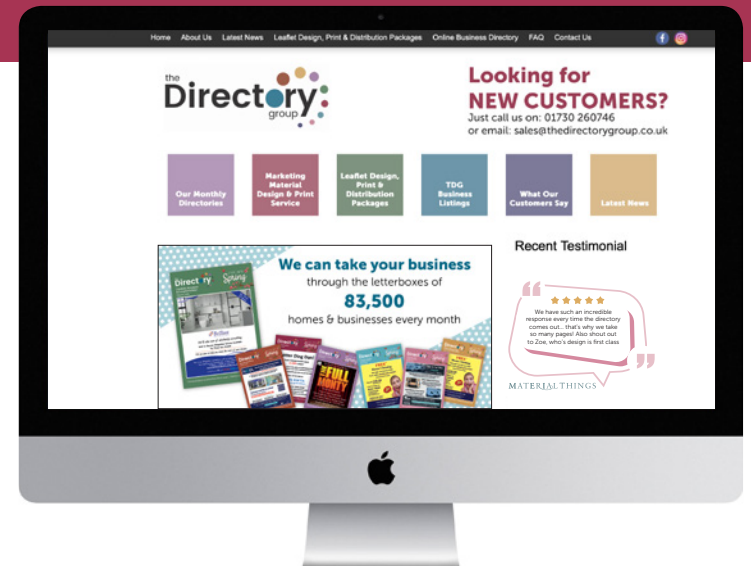 Home About Us Latest News Leaflet Design, Print & Distribution Packages Online Business Directory FAQ Contact Us
the
Directory
group
Looking for
NEW CUSTOMERS?
Just call us on: 01730 260746
or email: sales@thedirectorygroup.co.uk
Our Monthly
Directories
Marketing
Material
Design & Print
Service
Leaflet Design,
Print &
Distribution
Packages
TDG
Business
Listings
What Our
Customers Say
Latest News
We can take your business
through the letterboxes of
83,500
homes & businesses every month
Directory Spring
FULL
MONTY
Recent Testimonial
We have such an incredible
response every time the directory
comes out... that's why we take
so many pages! Also shout out
to Zoe, who's design is first class
MATERIAL THINGS